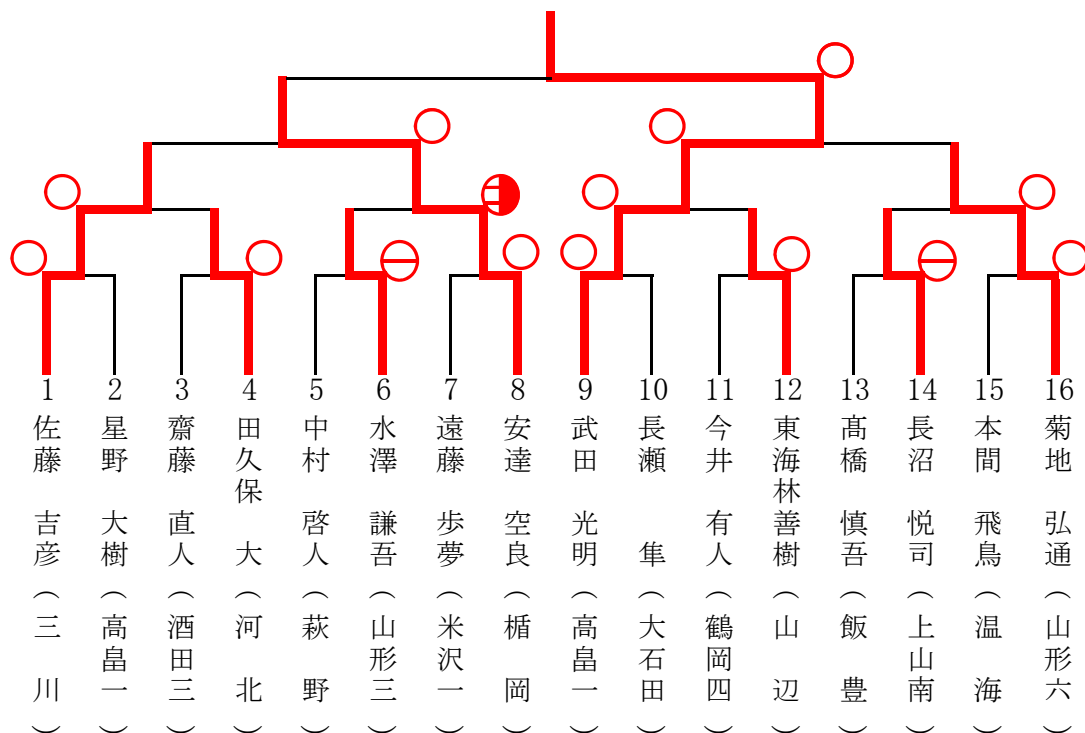 1
佐藤 吉彦（三川）
2
星野 大樹（高畠一）
3
齋藤 直人（酒田三）
4
田久保 大（河北）
5
中村 啓人（萩野）
6
水澤 謙吾（山形三）
7
遠藤 歩夢（米沢一）
8
安達 空良（楯岡）
9
武田 光明（高畠一）
10
長瀬 隼（大石田）
11
今井 有人（鶴岡四）
12
東海林善樹（山辺）
13
髙橋 慎吾（飯豊）
14
長沼 悦司（上山南）
15
本間 飛鳥（温海）
16
菊地 弘通（山形六）